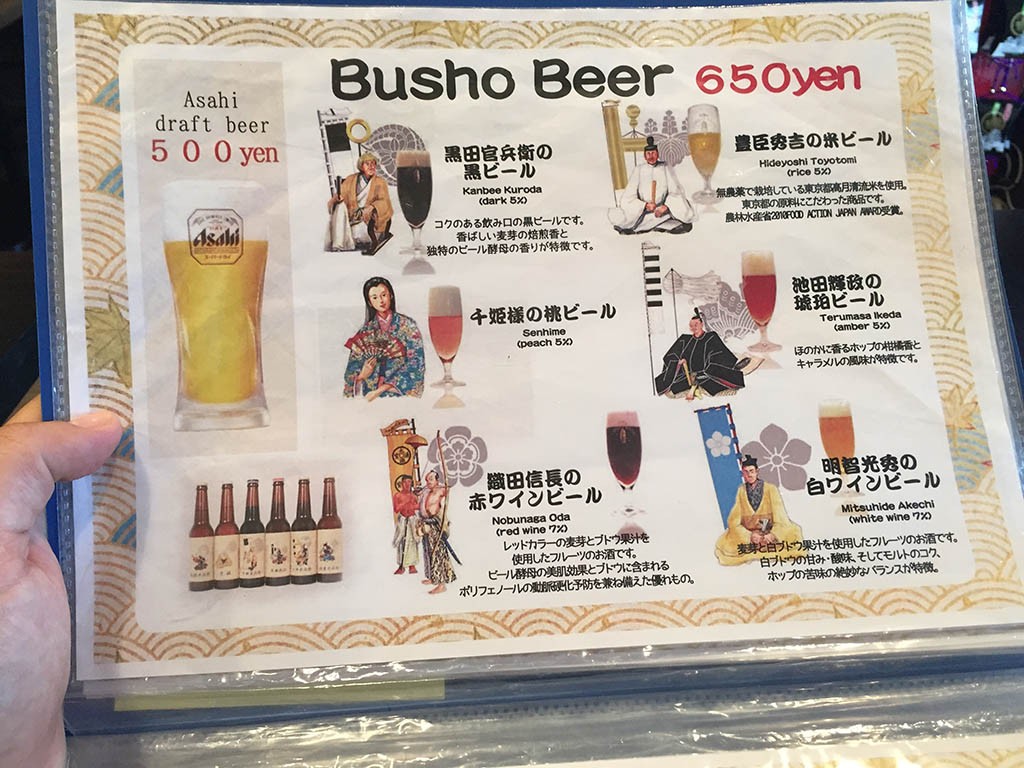 Busho Beer 650yen
Asahi
draft beer
500yen
Asahi
黒田官兵衛の
黒ビール
Kanbee Kuroda
(dark 5%)
コクのある飲み口の黒ビールです。
香ばしい麦芽の焙煎香と
独特のビール酵母の香りが特徴です。
豊臣秀吉の米ビール
Hideyoshi Toyotomi
(rice 5%)
無農薬で栽培している東京都高月清流米を使用。
東京都の原料にこだわった商品です。
農林水産省2010FOOD ACTION JAPAN AWARD受賞。
千姫様の桃ビール
Senhime
(peach 5%)
池田輝政の
琥珀ビール
Terumasa Ikeda
(amber 5%)
ほのかに香るホップの柑橘香と
キャラメルの風味が特徴です。
織田信長の
赤ワインビール
Nobunaga Oda
(red wine 7%)
レッドカラーの麦芽とブドウ果汁を
使用したフルーツのお酒です。
ビール酵母の美肌効果とブドウに含まれる
ポリフェノールの動脈硬化予防を兼ね備えた優れもの。
明智光秀の
白ワインビール
Mitsuhide Akechi
(white wine 7%)
麦芽と白ブドウ果汁を使用したフルーツのお酒です。
白ブドウの甘み・酸味、そしてモルトのコク、
ホップの苦味の絶妙なバランスが特徴。